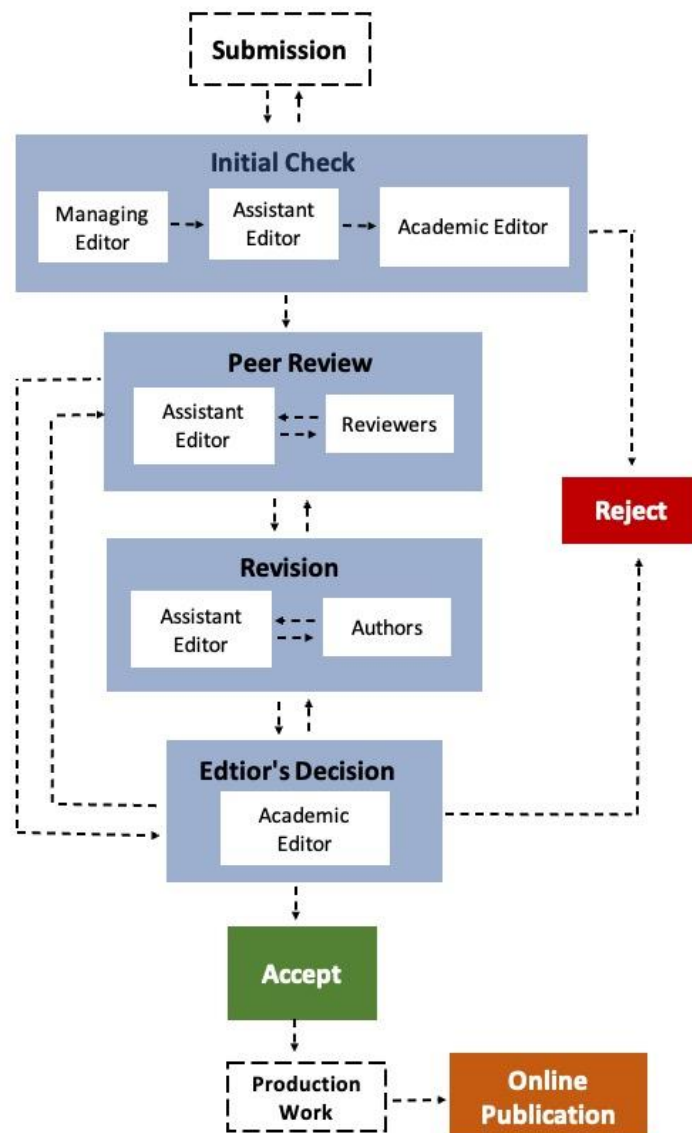 Submission
Initial Check
Managing
Editor
Assistant
Editor
Academic Editor
Peer Review
Assistant
Editor
Reviewers
Reject
Revision
Assistant
Editor
Authors
Edtior's Decision
Academic
Editor
Accept
Production
Work
Online
Publication